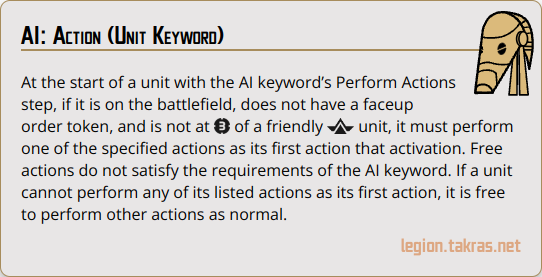 AI: Action (Unit Keyword)
At the start of a unit with the AI keyword’s Perform Actions
step, if it is on the battlefield, does not have a faceup
order token, and is not at 3 of a friendly unit, it must perform
one of the specified actions as its first action that activation. Free
actions do not satisfy the requirements of the AI keyword. If a unit
cannot perform any of its listed actions as its first action, it is free
to perform other actions as normal.
legion.takras.net